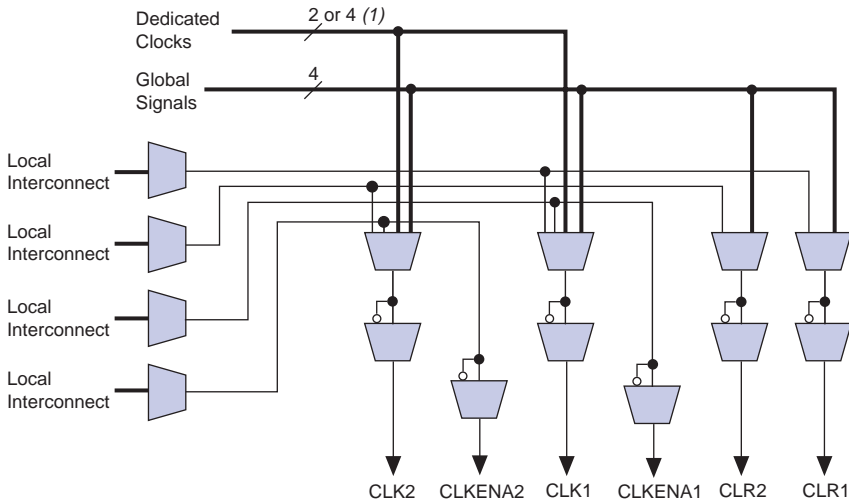 Dedicated
Clocks
2 or 4 (1)
Global
Signals
4
Local
Interconnect
Local
Interconnect
Local
Interconnect
Local
Interconnect
CLK2 CLKENA2 CLK1 CLKENA1 CLR2 CLR1